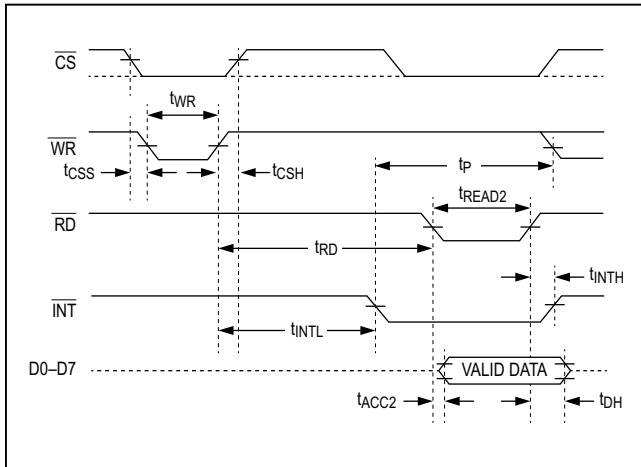 CS
tWR
WR
tP
tCSS
tCSH
tREAD2
RD
tRD
tINTH
INT
tINTL
D0–D7
VALID DATA
tACC2
tDH